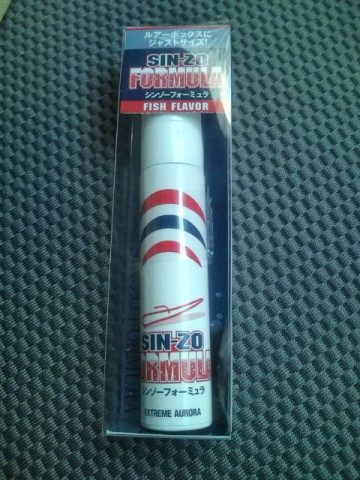 ルアーボックスに
ジャストサイズ!
SIN-ZO
FORMULA
シンゾーフォーミュラ
FISH FLAVOR
SIN-ZO
FORMULA
シンゾーフォーミュラ
EXTREME AURORA